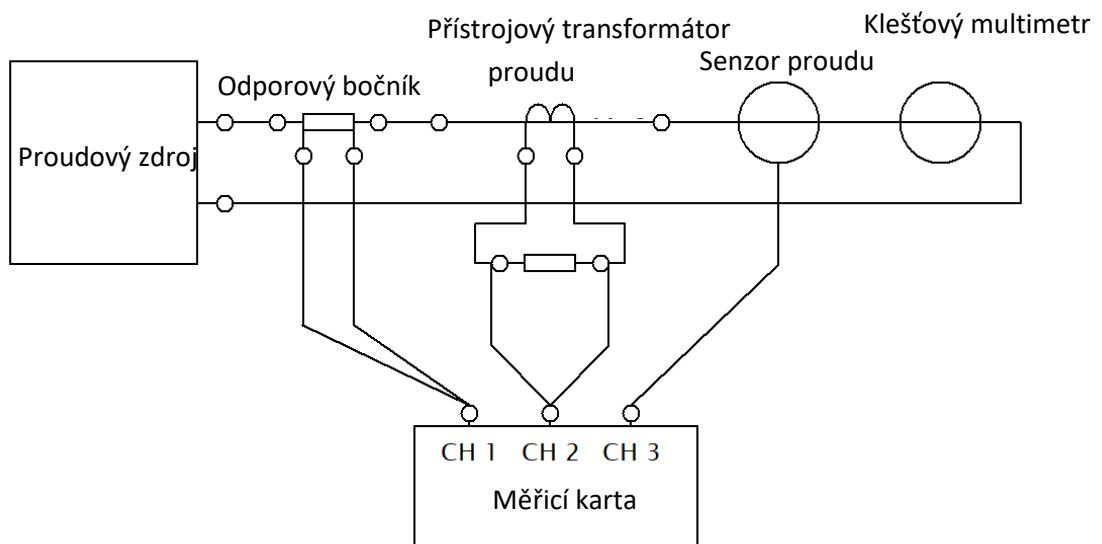 Klešťový multimetr
Přístrojový transformátor
proudu
Senzor proudu
Odporový bočník
Proudový zdroj
CH 1 CH 2 CH 3
Měřicí karta